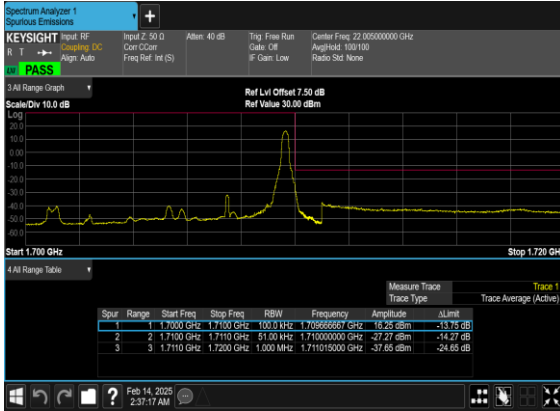 Spectrum Analyzer 1
Spurious Emissions
KEYSIGHT Input: RF Input Z: 50 Ω Atten: 40 dB Trig: Free Run Center Freq: 22.005000000 GHz
R T Coupling: DC Corr CCorr Gate: Off Avg|Hold: 100/100
Align: Auto Freq Ref: Int (S) IF Gain: Low Radio Std: None
PASS
3 All Range Graph
Ref Lvl Offset 7.50 dB
Scale/Div 10.0 dB Ref Value 30.00 dBm
Log
20.0
10.0
0.00
-10.0
-20.0
-30.0
-40.0
-50.0
-60.0
Start 1.700 GHz Stop 1.720 GH
4 All Range Table
Measure Trace Trace 1
Trace Type Trace Average (Active)
Spur Range Start Freq Stop Freq RBW Frequency Amplitude ΔLimit
1 1 1.7000 GHz 1.7100 GHz 100.0 kHz 1.709666667 GHz 16.25 dBm -13.75 dB
2 2 1.7100 GHz 1.7110 GHz 51.00 kHz 1.710000000 GHz -27.27 dBm -14.27 dB
3 3 1.7110 GHz 1.7200 GHz 1.000 MHz 1.711015000 GHz -37.65 dBm -24.65 dB
? Feb 14, 2025
2:37:17 AM